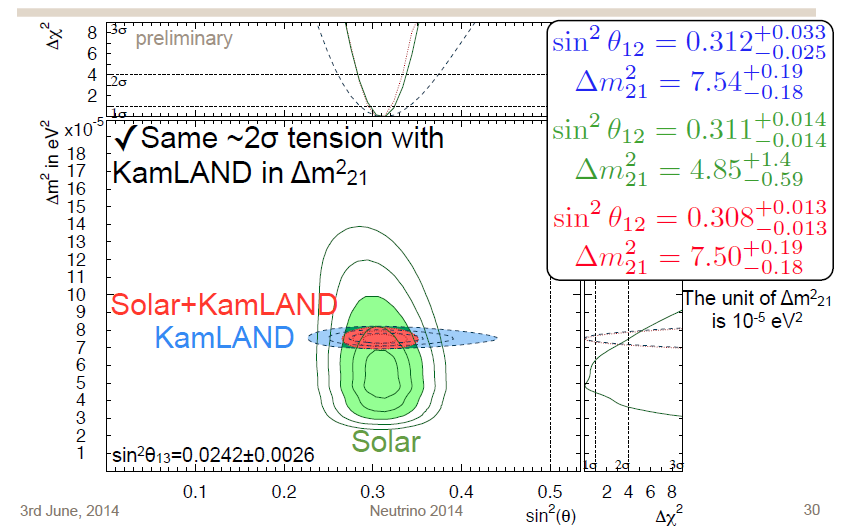 Δχ²
8
6
4
2
3σ
2σ
1σ
preliminary
sin² θ₁₂ = 0.312 +0.033 −0.025
Δm²₂₁ = 7.54 +0.19 −0.18
sin² θ₁₂ = 0.311 +0.014 −0.014
Δm²₂₁ = 4.85 +1.4 −0.59
sin² θ₁₂ = 0.308 +0.013 −0.013
Δm²₂₁ = 7.50 +0.19 −0.18
The unit of Δm²₂₁
is 10⁻⁵ eV²
Δm² in eV²
x10⁻⁵
✓Same ~2σ tension with
KamLAND in Δm²₂₁
18
17
16
15
14
13
12
11
10
9
8
7
6
5
4
3
2
1
Solar+KamLAND
KamLAND
Solar
sin²θ₁₃=0.0242±0.0026
1σ 2σ 3σ
0.1 0.2 0.3 0.4 0.5
2 4 6 8
sin²(θ)
Δχ²
3rd June, 2014
Neutrino 2014
30